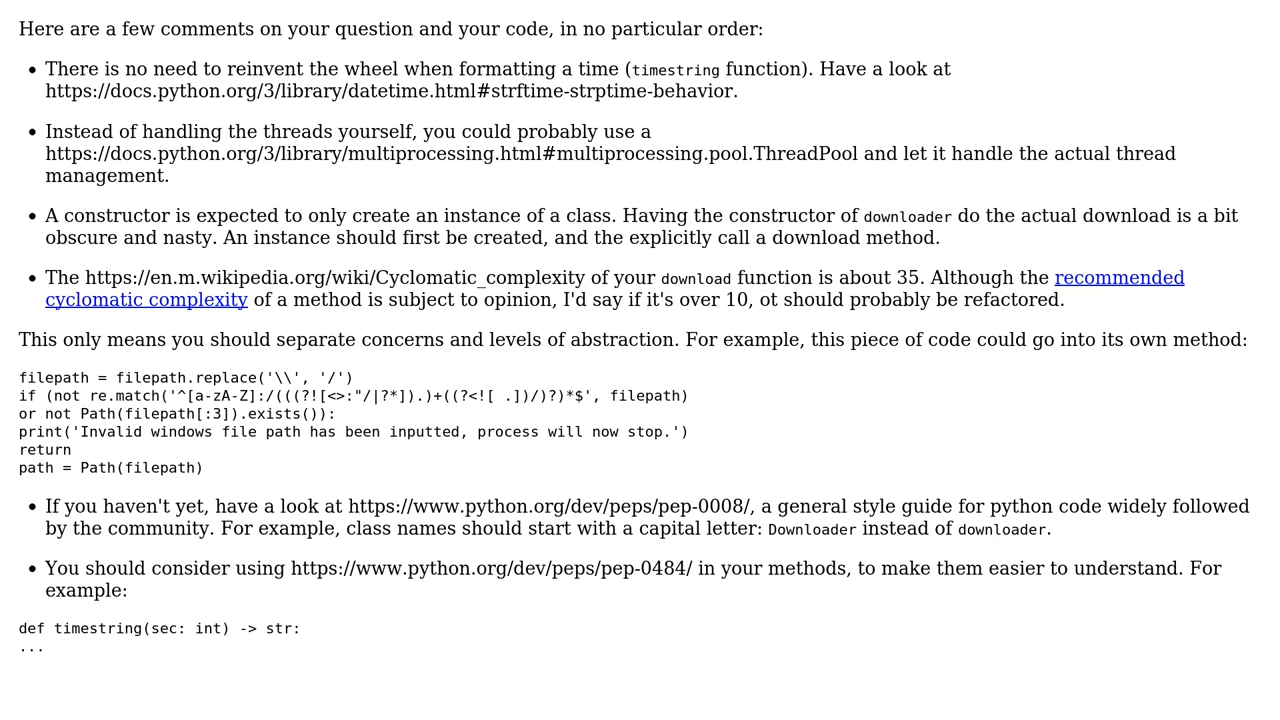 Here are a few comments on your question and your code, in no particular order:
• There is no need to reinvent the wheel when formatting a time (timestring function). Have a look at
https://docs.python.org/3/library/datetime.html#strftime-strptime-behavior.
• Instead of handling the threads yourself, you could probably use a
https://docs.python.org/3/library/multiprocessing.html#multiprocessing.pool.ThreadPool and let it handle the actual thread
management.
• A constructor is expected to only create an instance of a class. Having the constructor of downloader do the actual download is a bit
obscure and nasty. An instance should first be created, and the explicitly call a download method.
• The https://en.m.wikipedia.org/wiki/Cyclomatic_complexity of your download function is about 35. Although the recommended
cyclomatic complexity of a method is subject to opinion, I'd say if it's over 10, ot should probably be refactored.
This only means you should separate concerns and levels of abstraction. For example, this piece of code could go into its own method:
filepath = filepath.replace('\\', '/')
if (not re.match('^[a-zA-Z]:/(((?![<>:"/|?*]).)+((?<![ .])/)?)*$', filepath)
or not Path(filepath[:3]).exists()):
print('Invalid windows file path has been inputted, process will now stop.')
return
path = Path(filepath)
• If you haven't yet, have a look at https://www.python.org/dev/peps/pep-0008/, a general style guide for python code widely followed
by the community. For example, class names should start with a capital letter: Downloader instead of downloader.
• You should consider using https://www.python.org/dev/peps/pep-0484/ in your methods, to make them easier to understand. For
example:
def timestring(sec: int) -> str:
...